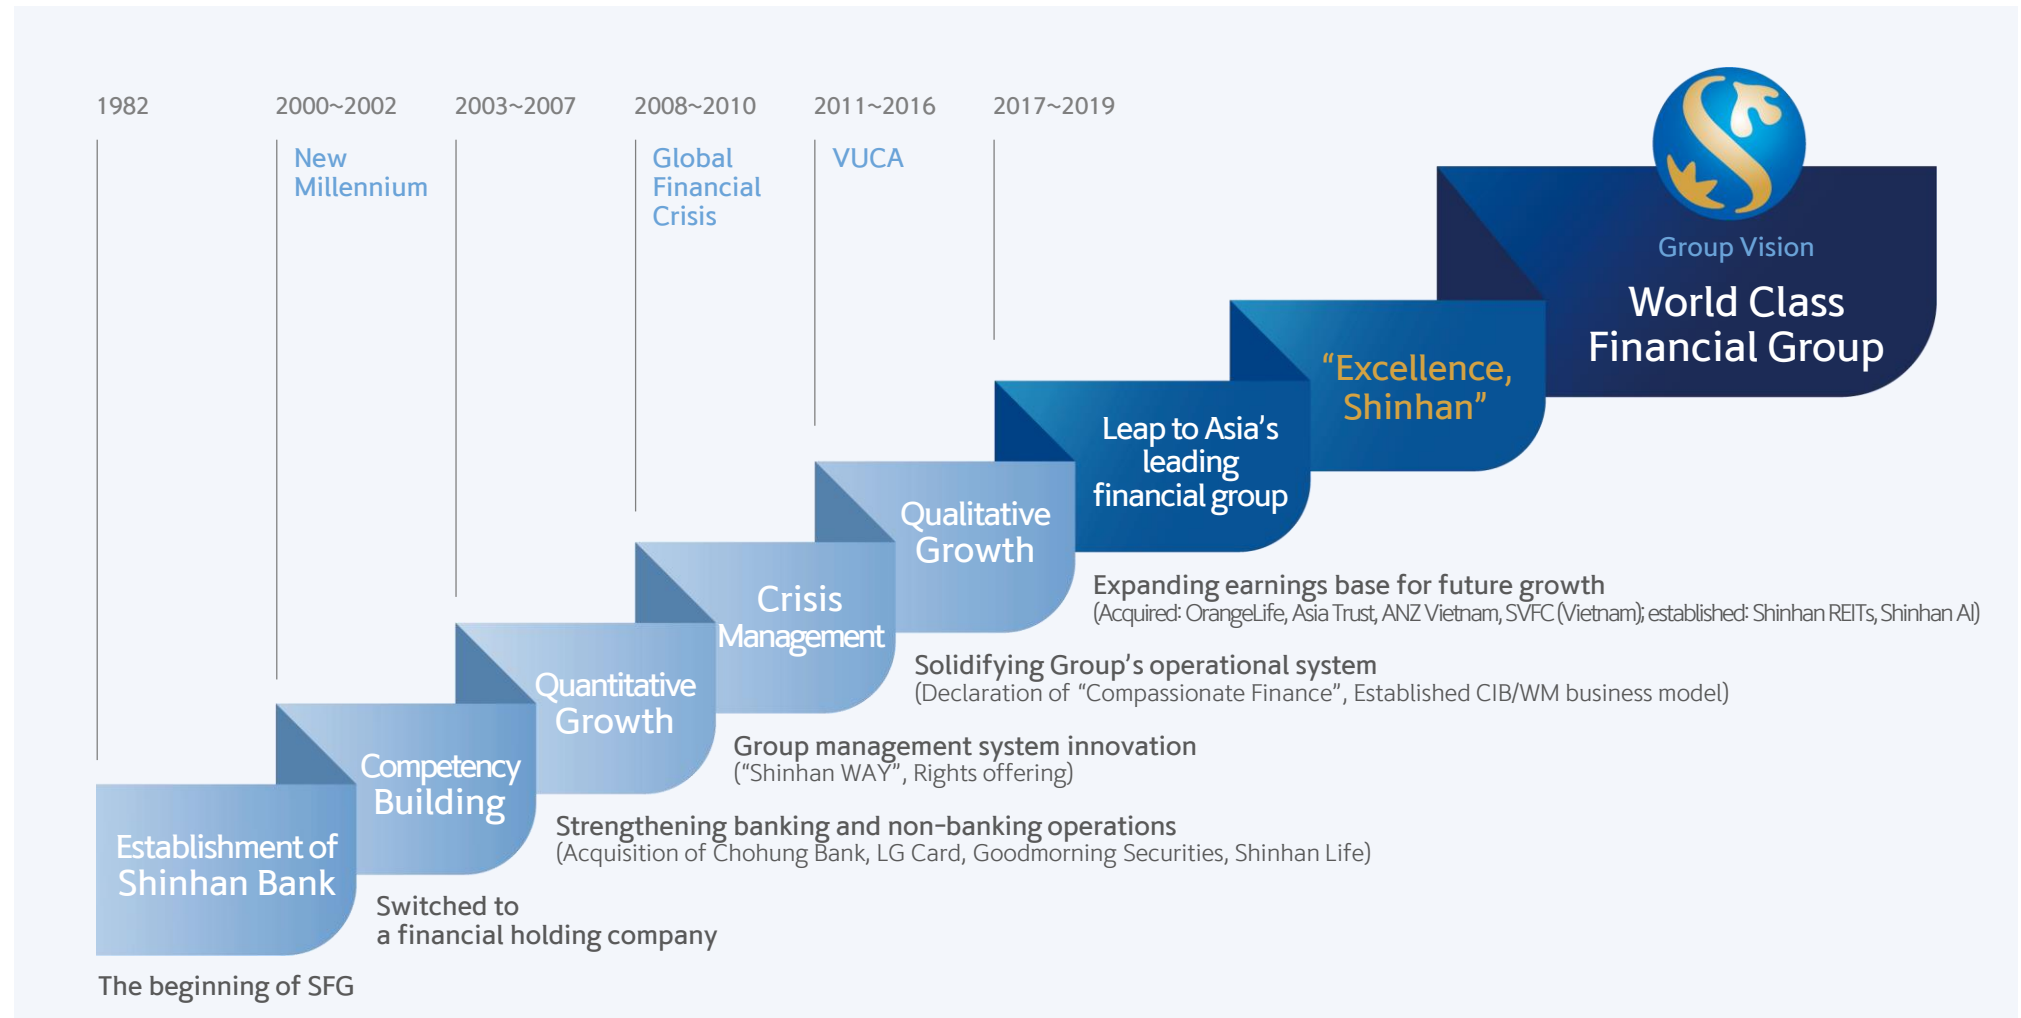 1982
2000~2002
2003~2007
2008~2010
2011~2016
2017~2019
New
Millennium
Global
Financial
Crisis
VUCA
Group Vision
World Class
Financial Group
“Excellence,
Shinhan”
Leap to Asia’s
leading
financial group
Qualitative
Growth
Expanding earnings base for future growth
(Acquired: OrangeLife, Asia Trust, ANZ Vietnam, SVFC (Vietnam); established: Shinhan REITs, Shinhan AI)
Crisis
Management
Solidifying Group’s operational system
(Declaration of “Compassionate Finance”, Established CIB/WM business model)
Quantitative
Growth
Group management system innovation
(“Shinhan WAY”, Rights offering)
Competency
Building
Strengthening banking and non-banking operations
(Acquisition of Chohung Bank, LG Card, Goodmorning Securities, Shinhan Life)
Establishment of
Shinhan Bank
Switched to
a financial holding company
The beginning of SFG